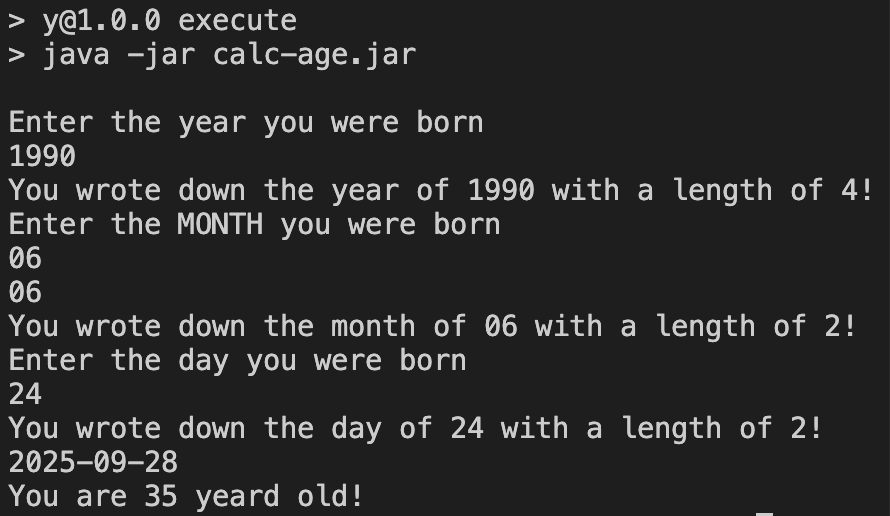 > y@1.0.0 execute
> java -jar calc-age.jar
Enter the year you were born
1990
You wrote down the year of 1990 with a length of 4!
Enter the MONTH you were born
06
06
You wrote down the month of 06 with a length of 2!
Enter the day you were born
24
You wrote down the day of 24 with a length of 2!
2025-09-28
You are 35 yeard old!